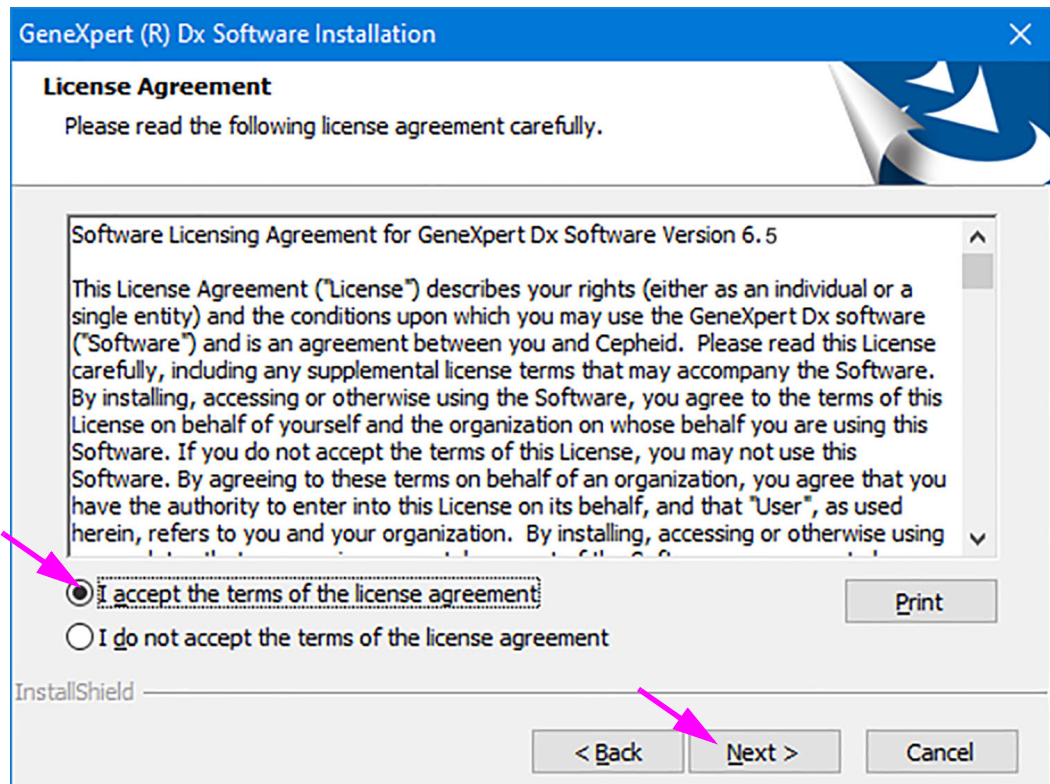 GeneXpert (R) Dx Software Installation
License Agreement
Please read the following license agreement carefully.
Software Licensing Agreement for GeneXpert Dx Software Version 6.5
This License Agreement ("License") describes your rights (either as an individual or a
single entity) and the conditions upon which you may use the GeneXpert Dx software
("Software") and is an agreement between you and Cepheid.  Please read this License
carefully, including any supplemental license terms that may accompany the Software.
By installing, accessing or otherwise using the Software, you agree to the terms of this
License on behalf of yourself and the organization on whose behalf you are using this
Software. If you do not accept the terms of this License, you may not use this
Software. By agreeing to these terms on behalf of an organization, you agree that you
have the authority to enter into this License on its behalf, and that "User", as used
herein, refers to you and your organization.  By installing, accessing or otherwise using
I accept the terms of the license agreement
Print
I do not accept the terms of the license agreement
InstallShield
< Back
Next >
Cancel